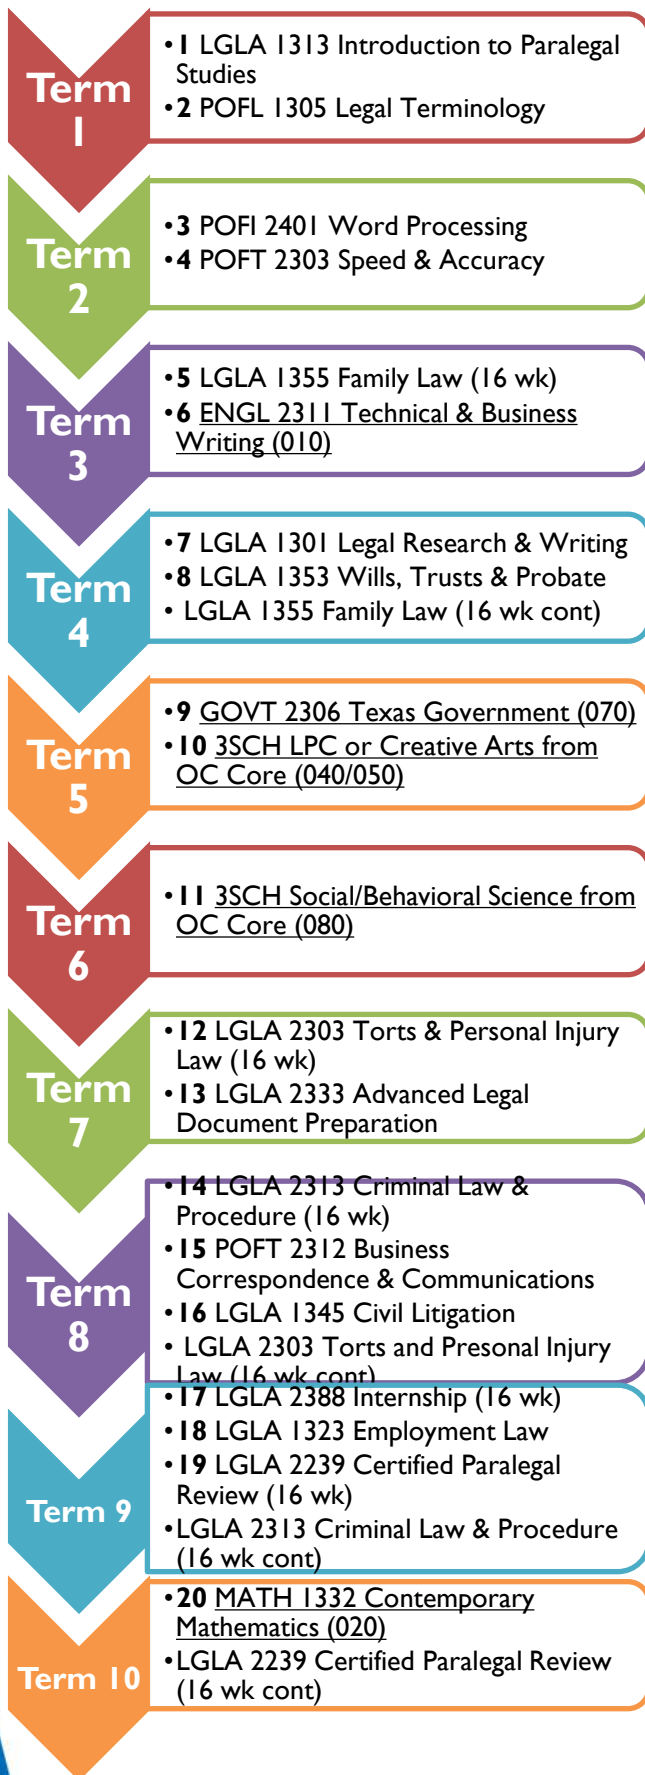 Term
1
•1 LGLA 1313 Introduction to Paralegal
Studies
•2 POFL 1305 Legal Terminology
Term
2
•3 POFI 2401 Word Processing
•4 POFT 2303 Speed & Accuracy
Term
3
•5 LGLA 1355 Family Law (16 wk)
•6 ENGL 2311 Technical & Business
Writing (010)
Term
4
•7 LGLA 1301 Legal Research & Writing
•8 LGLA 1353 Wills, Trusts & Probate
• LGLA 1355 Family Law (16 wk cont)
Term
5
•9 GOVT 2306 Texas Government (070)
•10 3SCH LPC or Creative Arts from
OC Core (040/050)
Term
6
•11 3SCH Social/Behavioral Science from
OC Core (080)
Term
7
•12 LGLA 2303 Torts & Personal Injury
Law (16 wk)
•13 LGLA 2333 Advanced Legal
Document Preparation
Term
8
•14 LGLA 2313 Criminal Law &
Procedure (16 wk)
•15 POFT 2312 Business
Correspondence & Communications
•16 LGLA 1345 Civil Litigation
• LGLA 2303 Torts and Presonal Injury
Law (16 wk cont)
Term 9
•17 LGLA 2388 Internship (16 wk)
•18 LGLA 1323 Employment Law
•19 LGLA 2239 Certified Paralegal
Review (16 wk)
•LGLA 2313 Criminal Law & Procedure
(16 wk cont)
Term 10
•20 MATH 1332 Contemporary
Mathematics (020)
•LGLA 2239 Certified Paralegal Review
(16 wk cont)